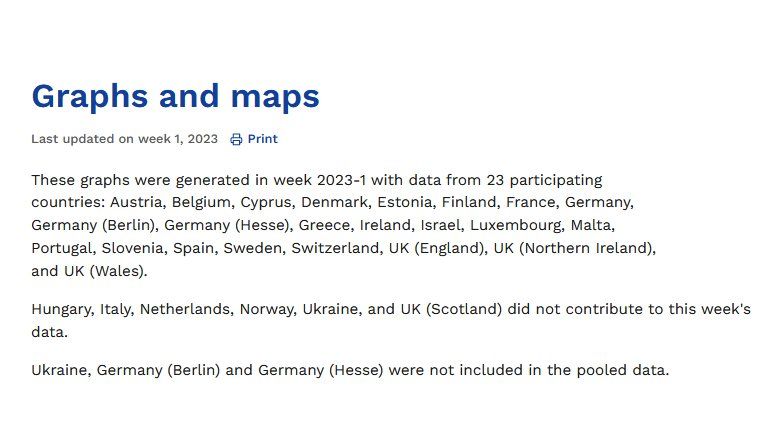 Graphs and maps
Last updated on week 1, 2023 Print
These graphs were generated in week 2023-1 with data from 23 participating
countries: Austria, Belgium, Cyprus, Denmark, Estonia, Finland, France, Germany,
Germany (Berlin), Germany (Hesse), Greece, Ireland, Israel, Luxembourg, Malta,
Portugal, Slovenia, Spain, Sweden, Switzerland, UK (England), UK (Northern Ireland),
and UK (Wales).
Hungary, Italy, Netherlands, Norway, Ukraine, and UK (Scotland) did not contribute to this week's
data.
Ukraine, Germany (Berlin) and Germany (Hesse) were not included in the pooled data.